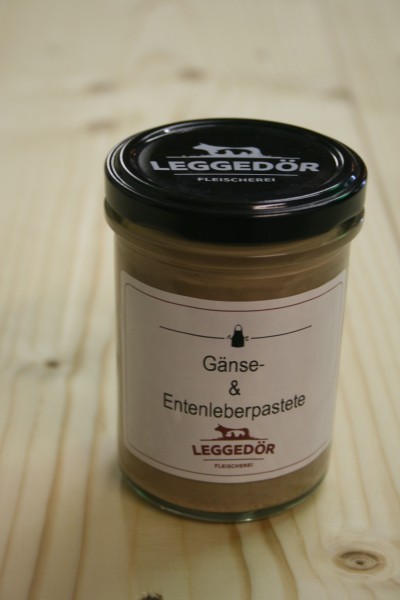 LEGGEDÖR
FLEISCHEREI
Gänse-
&
Entenleberpastete
LEGGEDÖR
FLEISCHEREI